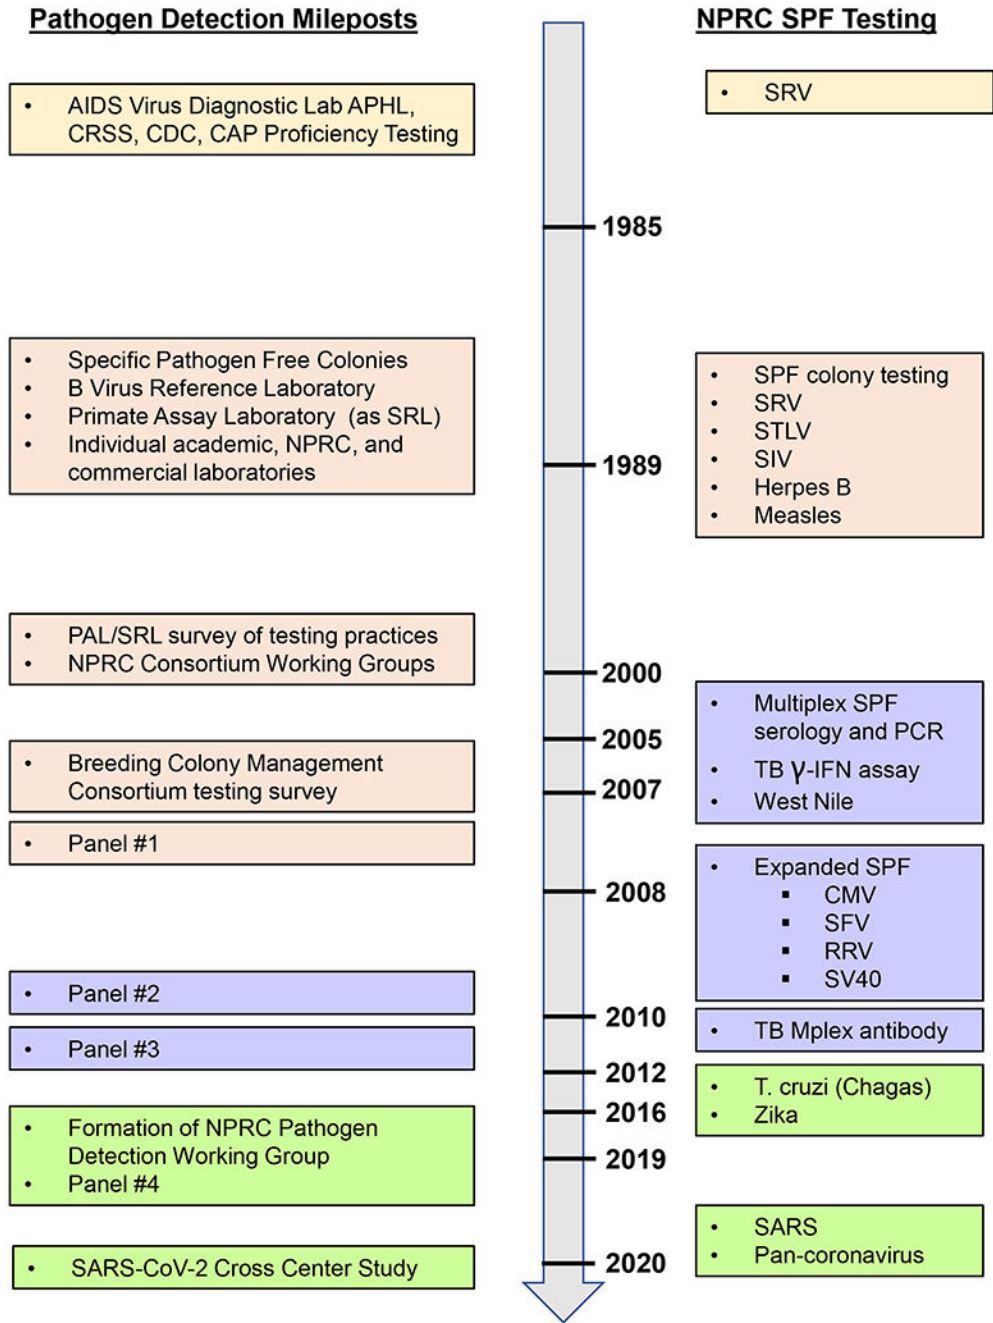 Pathogen Detection Mileposts
NPRC SPF Testing
• AIDS Virus Diagnostic Lab APHL,
CRSS, CDC, CAP Proficiency Testing
• SRV
1985
• Specific Pathogen Free Colonies
• B Virus Reference Laboratory
• Primate Assay Laboratory (as SRL)
• Individual academic, NPRC, and
commercial laboratories
• SPF colony testing
• SRV
• STLV
• SIV
• Herpes B
• Measles
1989
• PAL/SRL survey of testing practices
• NPRC Consortium Working Groups
2000
• Multiplex SPF
serology and PCR
• TB γ-IFN assay
• West Nile
2005
• Breeding Colony Management
Consortium testing survey
2007
• Panel #1
• Expanded SPF
▪ CMV
▪ SFV
▪ RRV
▪ SV40
2008
• Panel #2
2010
• TB Mplex antibody
• Panel #3
2012
• T. cruzi (Chagas)
• Zika
2016
• Formation of NPRC Pathogen
Detection Working Group
• Panel #4
2019
• SARS
• Pan-coronavirus
• SARS-CoV-2 Cross Center Study
2020